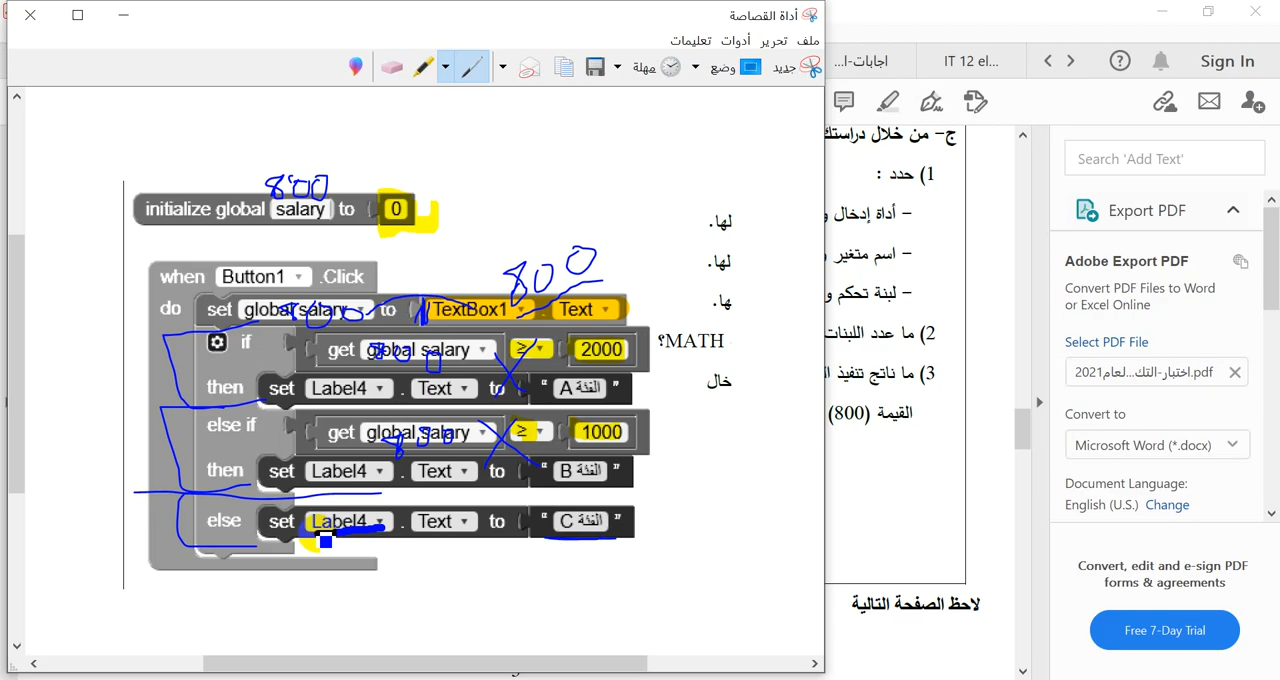 أداة القصاصة
ملف تحرير أدوات تعليمات
جديد وضع مهلة
800
initialize global salary to 0
when Button1 .Click
800
do set global salary to TextBox1 . Text
800
if get global salary ≥ 2000
800
then set Label4 . Text to " الفئة A "
else if get global salary ≥ 1000
800
then set Label4 . Text to " الفئة B "
else set Label4 . Text to " الفئة C "
لها.
لها.
ها.
MATH؟
خال
اجابات-ا...
IT 12 el...
Sign In
ج- من خلال دراستك
1) حدد :
- أداة إدخال و
- اسم متغير
- لبنة تحكم و
2) ما عدد اللبنات
3) ما ناتج تنفيذ
القيمة (800)
لاحظ الصفحة التالية
Search 'Add Text'
Export PDF
Adobe Export PDF
Convert PDF Files to Word
or Excel Online
Select PDF File
اختبار-التك...لعام2021.pdf
Convert to
Microsoft Word (*.docx)
Document Language:
English (U.S.) Change
Convert, edit and e-sign PDF
forms & agreements
Free 7-Day Trial